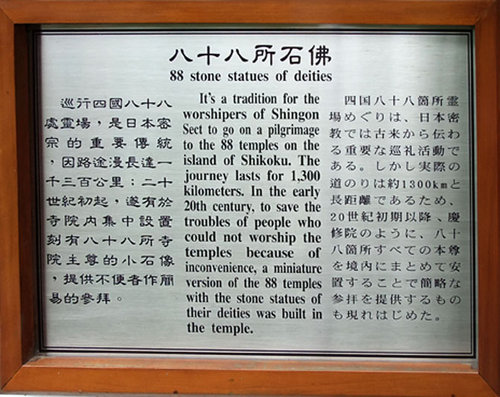 八十八所石佛
88 stone statues of deities
巡行四國八十八
處靈場，是日本密
宗的重要傳統
，因路途漫長達一
千三百公里；二十
世紀初起，遂有於
寺院內集中設置
刻有八十八所寺
院主尊的小石像
，提供不便者作簡
易的參拜。
It's a tradition for the
worshipers of Shingon
Sect to go on a pilgrimage
to the 88 temples on the
island of Shikoku. The
journey lasts for 1,300
kilometers. In the early
20th century, to save the
troubles of people who
could not worship the
temples because of
inconvenience, a miniature
version of the 88 temples
with the stone statues of
their deities was built in
the temple.
四国八十八箇所霊
場めぐりは、日本密
教では古来から伝わ
る重要な巡礼活動で
ある。しかし実際の
道のりは約1300kmと
長距離であるため、
20世紀初期以降、慶
修院のように、八十
八箇所すべての本尊
を境内にまとめて安
置することで簡略な
参拝を提供するもの
も現れはじめた。